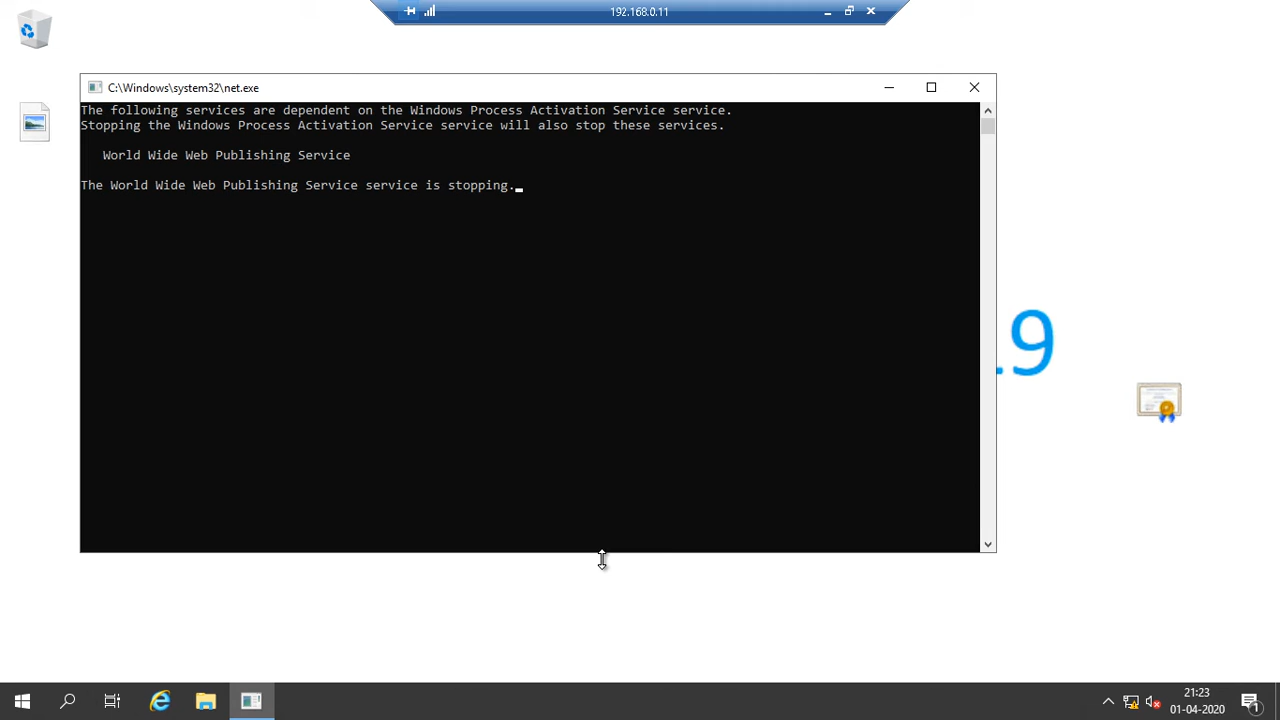 192.168.0.11
C:\Windows\system32\net.exe
The following services are dependent on the Windows Process Activation Service service.
Stopping the Windows Process Activation Service service will also stop these services.
World Wide Web Publishing Service
The World Wide Web Publishing Service service is stopping.
.9
21:23
01-04-2020
1